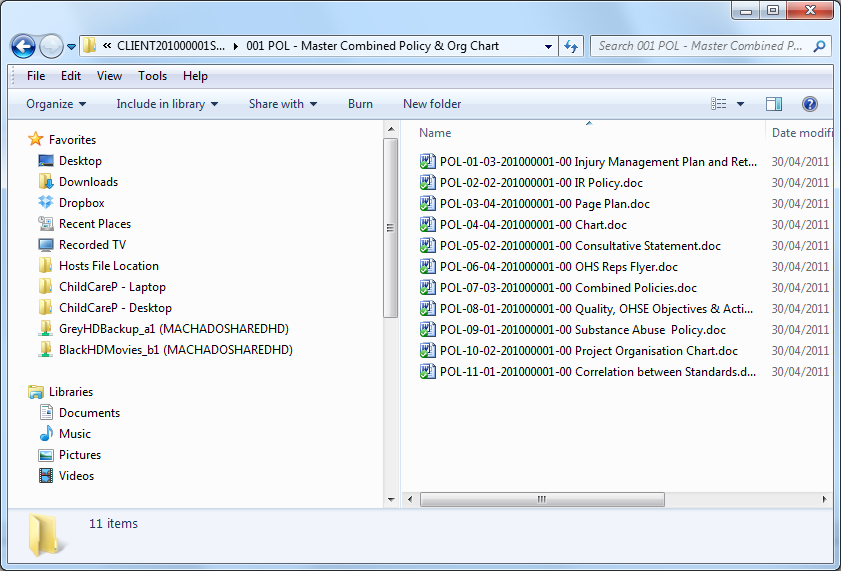 « CLIENT201000001S... ▸ 001 POL - Master Combined Policy & Org Chart
Search 001 POL - Master Combined P...
File Edit View Tools Help
Organize Include in library Share with Burn New folder
Favorites
Desktop
Downloads
Dropbox
Recent Places
Recorded TV
Hosts File Location
ChildCareP - Laptop
ChildCareP - Desktop
GreyHDBackup_a1 (MACHADOSHAREDHD)
BlackHDMovies_b1 (MACHADOSHAREDHD)
Libraries
Documents
Music
Pictures
Videos
Name Date modifi
POL-01-03-201000001-00 Injury Management Plan and Ret... 30/04/2011
POL-02-02-201000001-00 IR Policy.doc 30/04/2011
POL-03-04-201000001-00 Page Plan.doc 30/04/2011
POL-04-04-201000001-00 Chart.doc 30/04/2011
POL-05-02-201000001-00 Consultative Statement.doc 30/04/2011
POL-06-04-201000001-00 OHS Reps Flyer.doc 30/04/2011
POL-07-03-201000001-00 Combined Policies.doc 30/04/2011
POL-08-01-201000001-00 Quality, OHSE Objectives & Acti... 30/04/2011
POL-09-01-201000001-00 Substance Abuse  Policy.doc 30/04/2011
POL-10-02-201000001-00 Project Organisation Chart.doc 30/04/2011
POL-11-01-201000001-00 Correlation between Standards.d... 30/04/2011
11 items